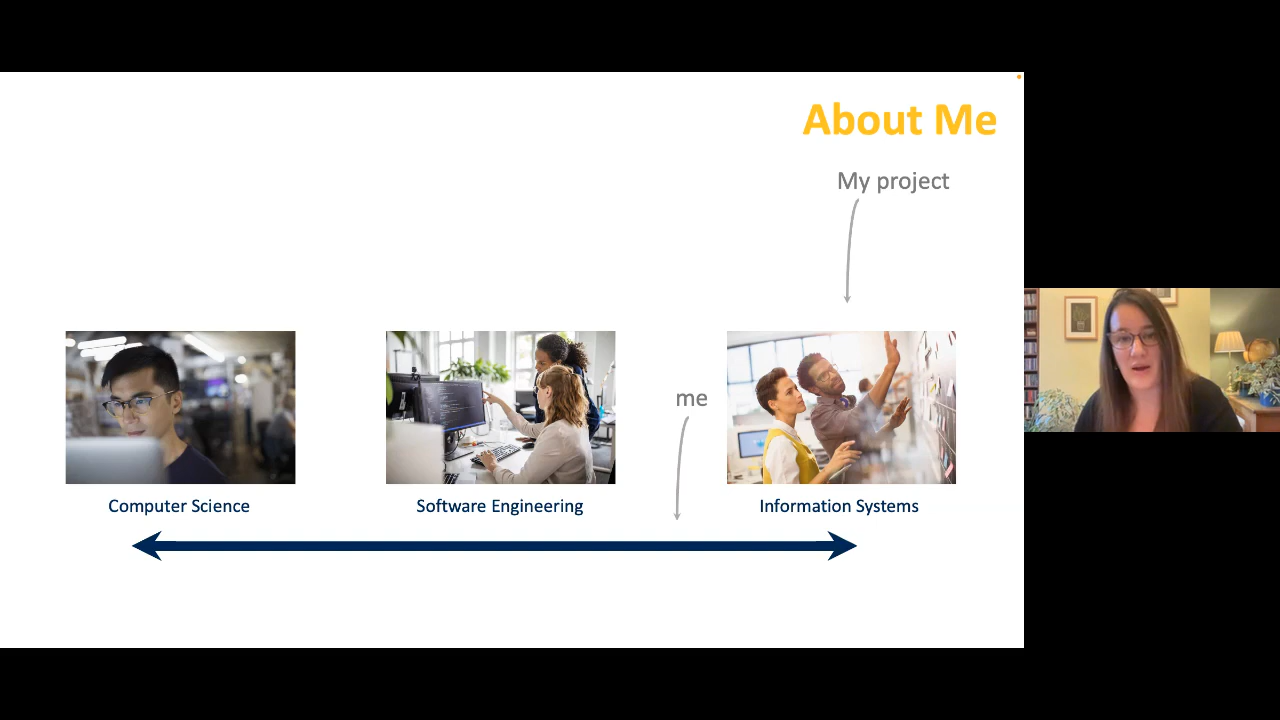 About Me
My project
me
Computer Science
Software Engineering
Information Systems